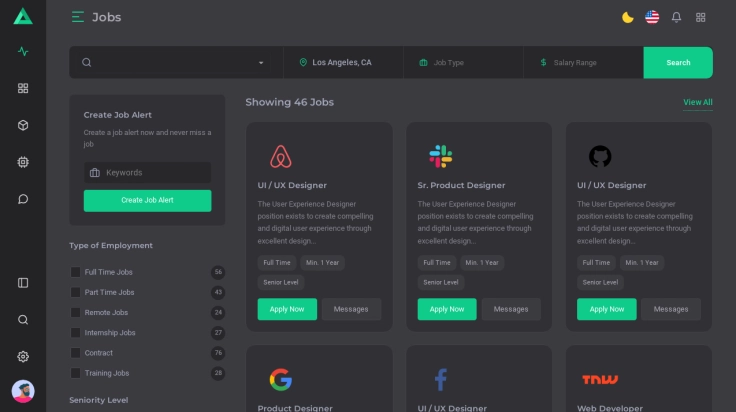 Jobs
Los Angeles, CA
Job Type
Salary Range
Search
Create Job Alert
Create a job alert now and never miss a
job
Keywords
Create Job Alert
Type of Employment
Full Time Jobs 56
Part Time Jobs 43
Remote Jobs 24
Internship Jobs 27
Contract 76
Training Jobs 28
Seniority Level
Showing 46 Jobs
View All
UI / UX Designer
The User Experience Designer
position exists to create compelling
and digital user experience through
excellent design...
Full Time Min. 1 Year
Senior Level
Apply Now Messages
Sr. Product Designer
The User Experience Designer
position exists to create compelling
and digital user experience through
excellent design...
Full Time Min. 1 Year
Senior Level
Apply Now Messages
UI / UX Designer
The User Experience Designer
position exists to create compelling
and digital user experience through
excellent design...
Full Time Min. 1 Year
Senior Level
Apply Now Messages
Product Designer
UI / UX Designer
TNW
Web Developer